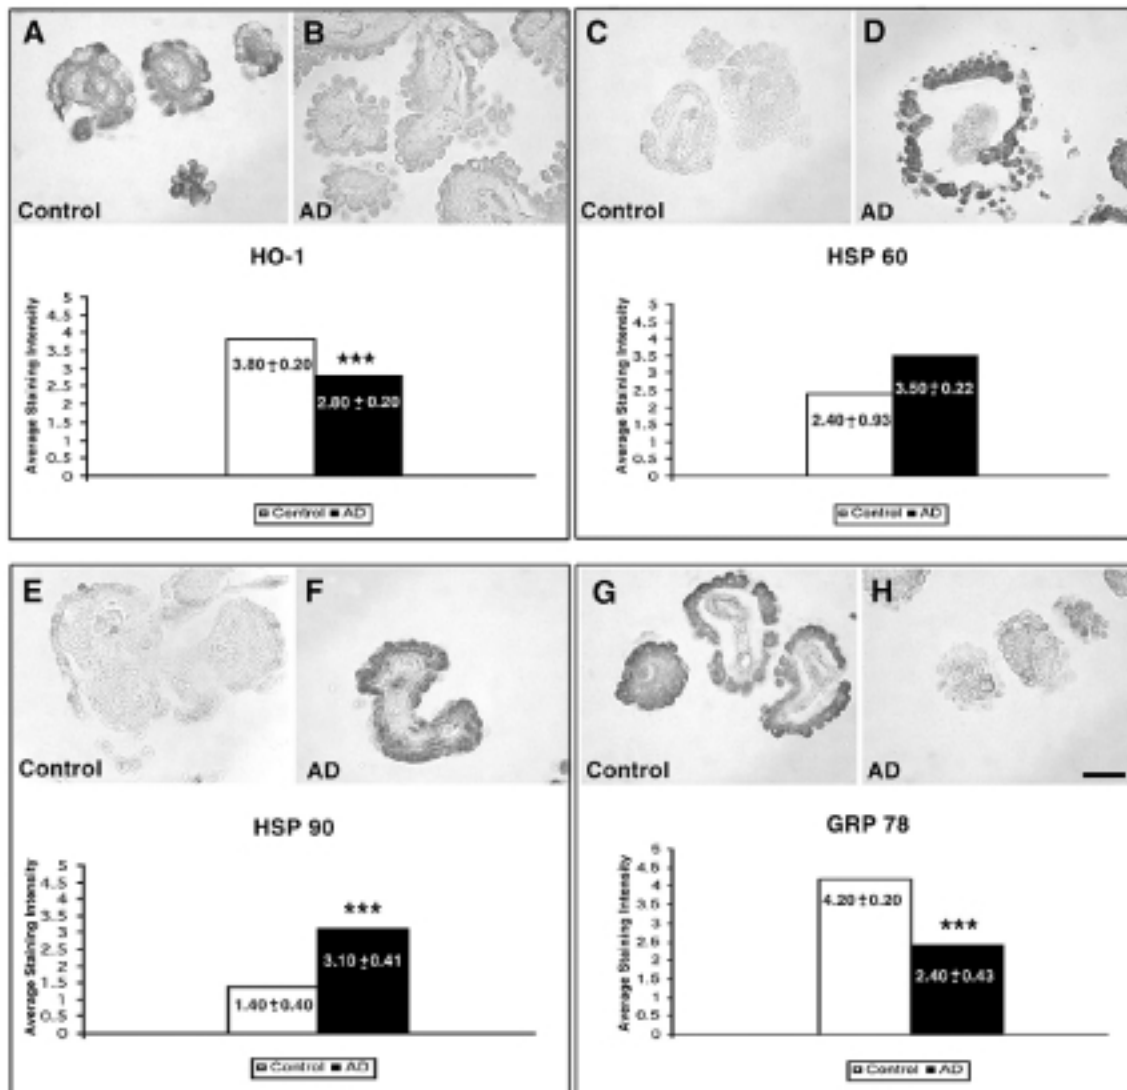 A B
Control AD
HO-1
Average Staining Intensity
5
4.5
4
3.5
3
2.5
2
1.5
1
0.5
0
3.80±0.20
***
2.80±0.20
Control AD
C D
Control AD
HSP 60
Average Staining Intensity
5
4.5
4
3.5
3
2.5
2
1.5
1
0.5
0
2.40±0.93
3.50±0.22
Control AD
E F
Control AD
HSP 90
Average Staining Intensity
5
4.5
4
3.5
3
2.5
2
1.5
1
0.5
0
1.40±0.40
***
3.10±0.41
Control AD
G H
Control AD
GRP 78
Average Staining Intensity
5
4.5
4
3.5
3
2.5
2
1.5
1
0.5
0
4.20±0.20
***
2.40±0.43
Control AD